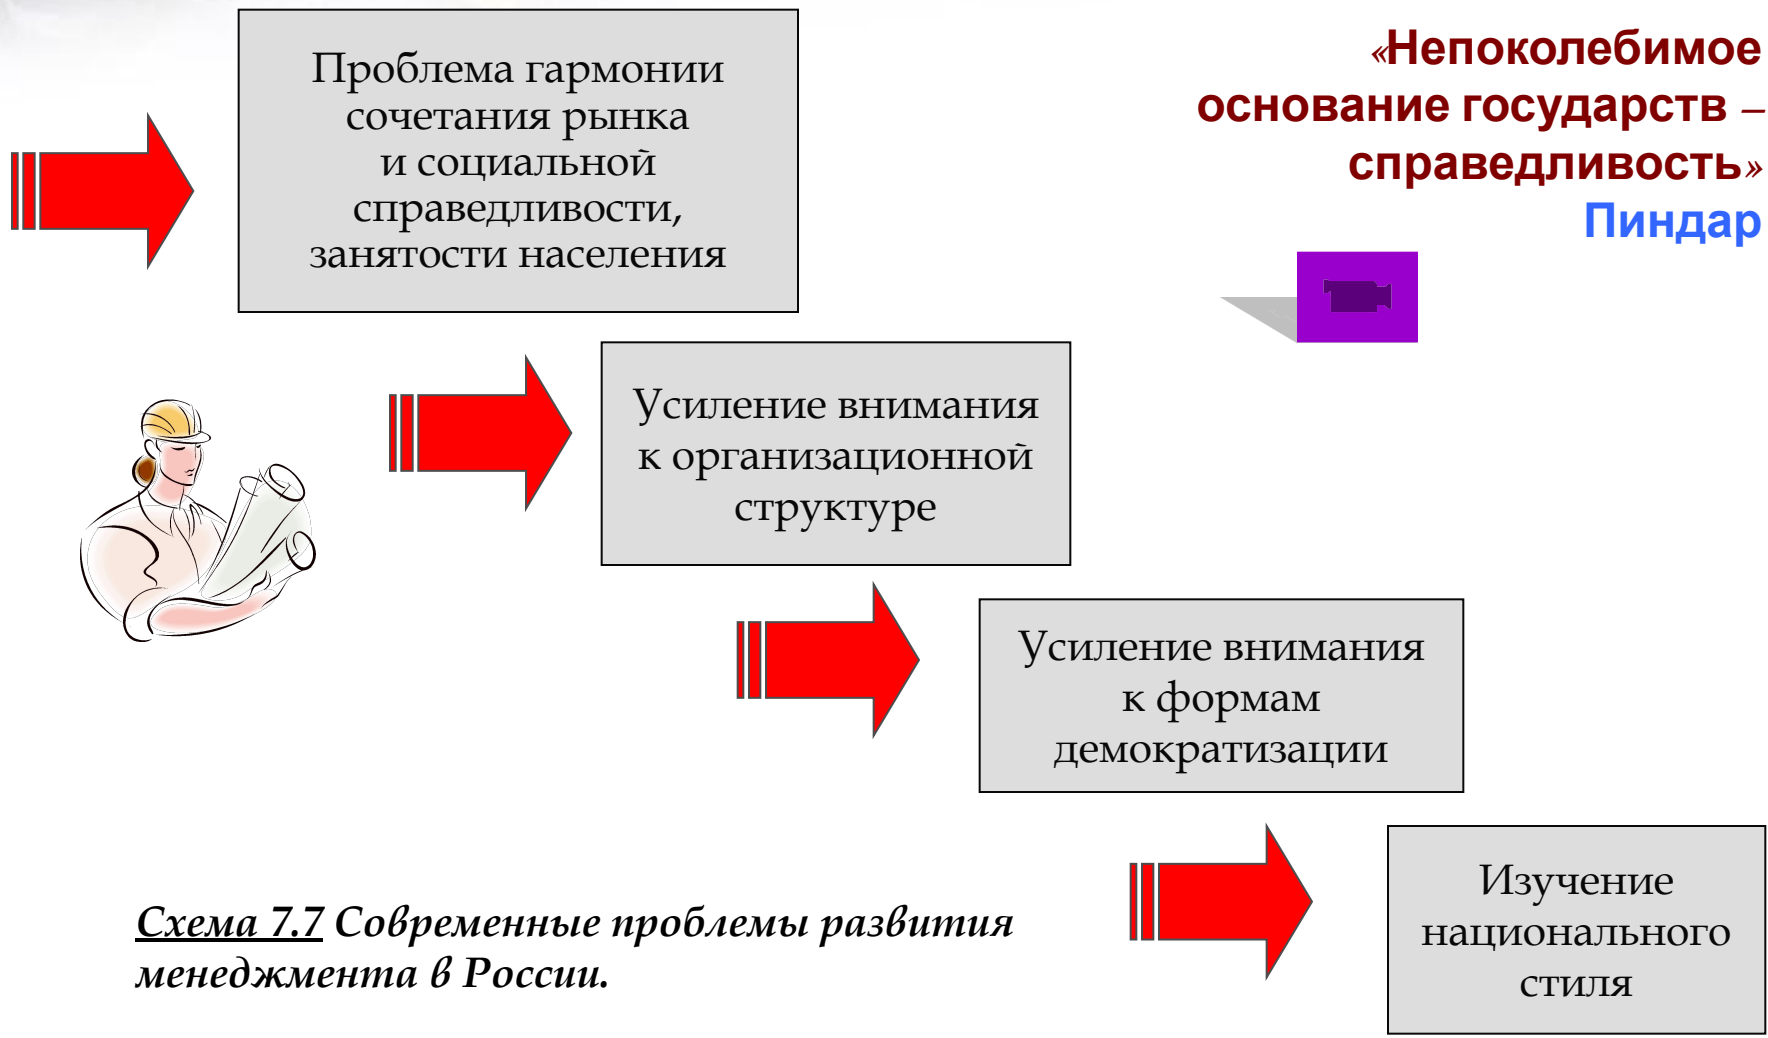 Проблема гармонии
сочетания рынка
и социальной
справедливости,
занятости населения
«Непоколебимое
основание государств –
справедливость»
Пиндар
Усиление внимания
к организационной
структуре
Усиление внимания
к формам
демократизации
Изучение
национального
стиля
Схема 7.7 Современные проблемы развития
менеджмента в России.